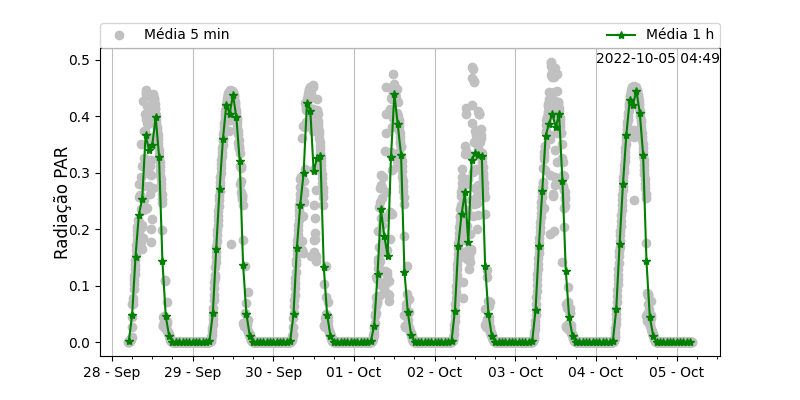 Média 5 min
Média 1 h
2022-10-05 04:49
Radiação PAR
0.5
0.4
0.3
0.2
0.1
0.0
28 - Sep
29 - Sep
30 - Sep
01 - Oct
02 - Oct
03 - Oct
04 - Oct
05 - Oct